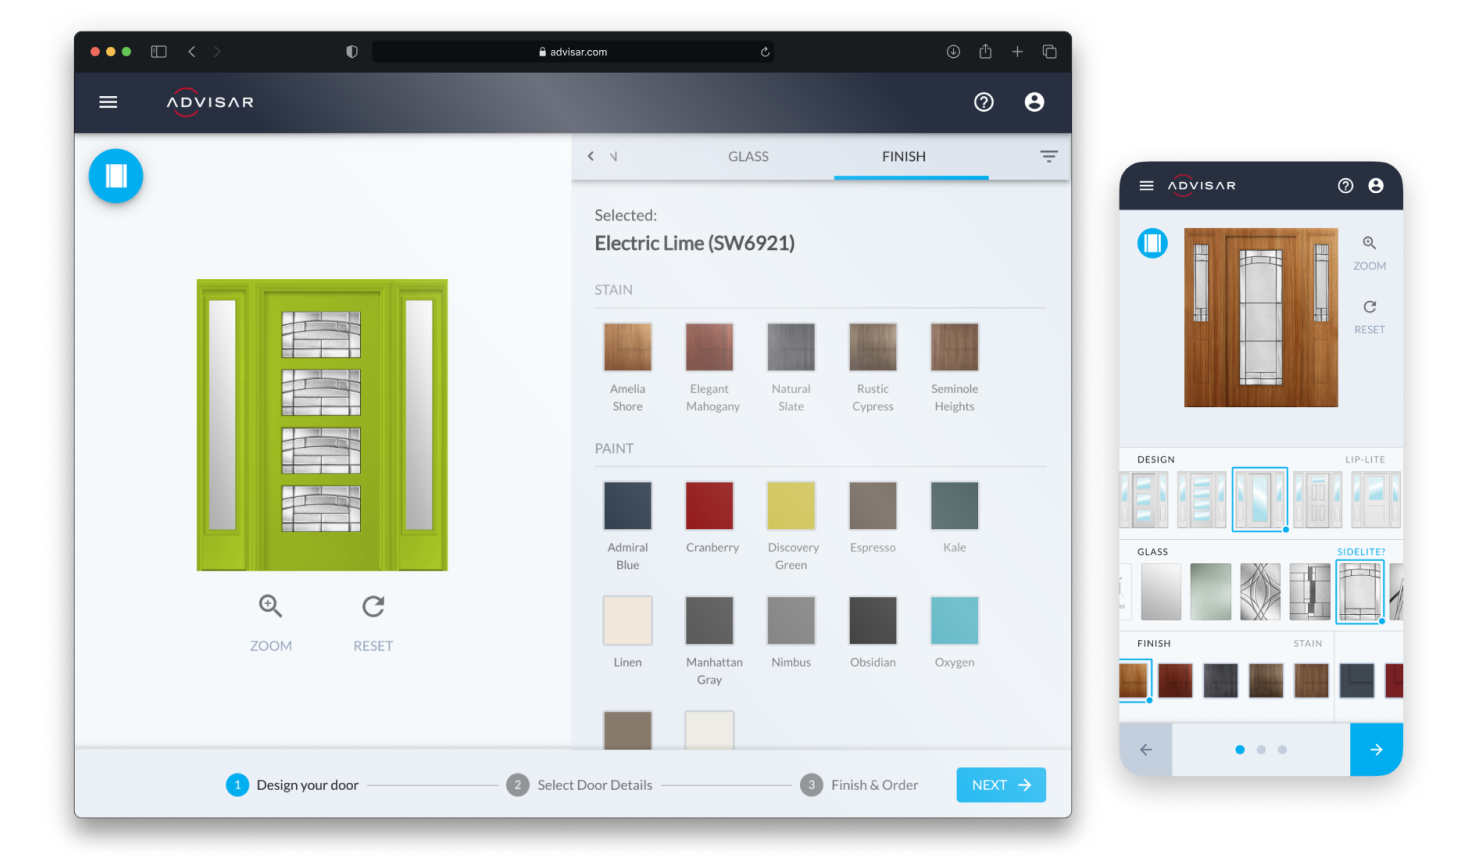 advisar.com
ADVISAR
GLASS
FINISH
Selected:
Electric Lime (SW6921)
STAIN
Amelia
Shore
Elegant
Mahogany
Natural
Slate
Rustic
Cypress
Seminole
Heights
PAINT
Admiral
Blue
Cranberry
Discovery
Green
Espresso
Kale
Linen
Manhattan
Gray
Nimbus
Obsidian
Oxygen
ZOOM
RESET
1 Design your door
2 Select Door Details
3 Finish & Order
NEXT
ADVISAR
ZOOM
RESET
DESIGN
LIP-LITE
GLASS
SIDELITE?
FINISH
STAIN